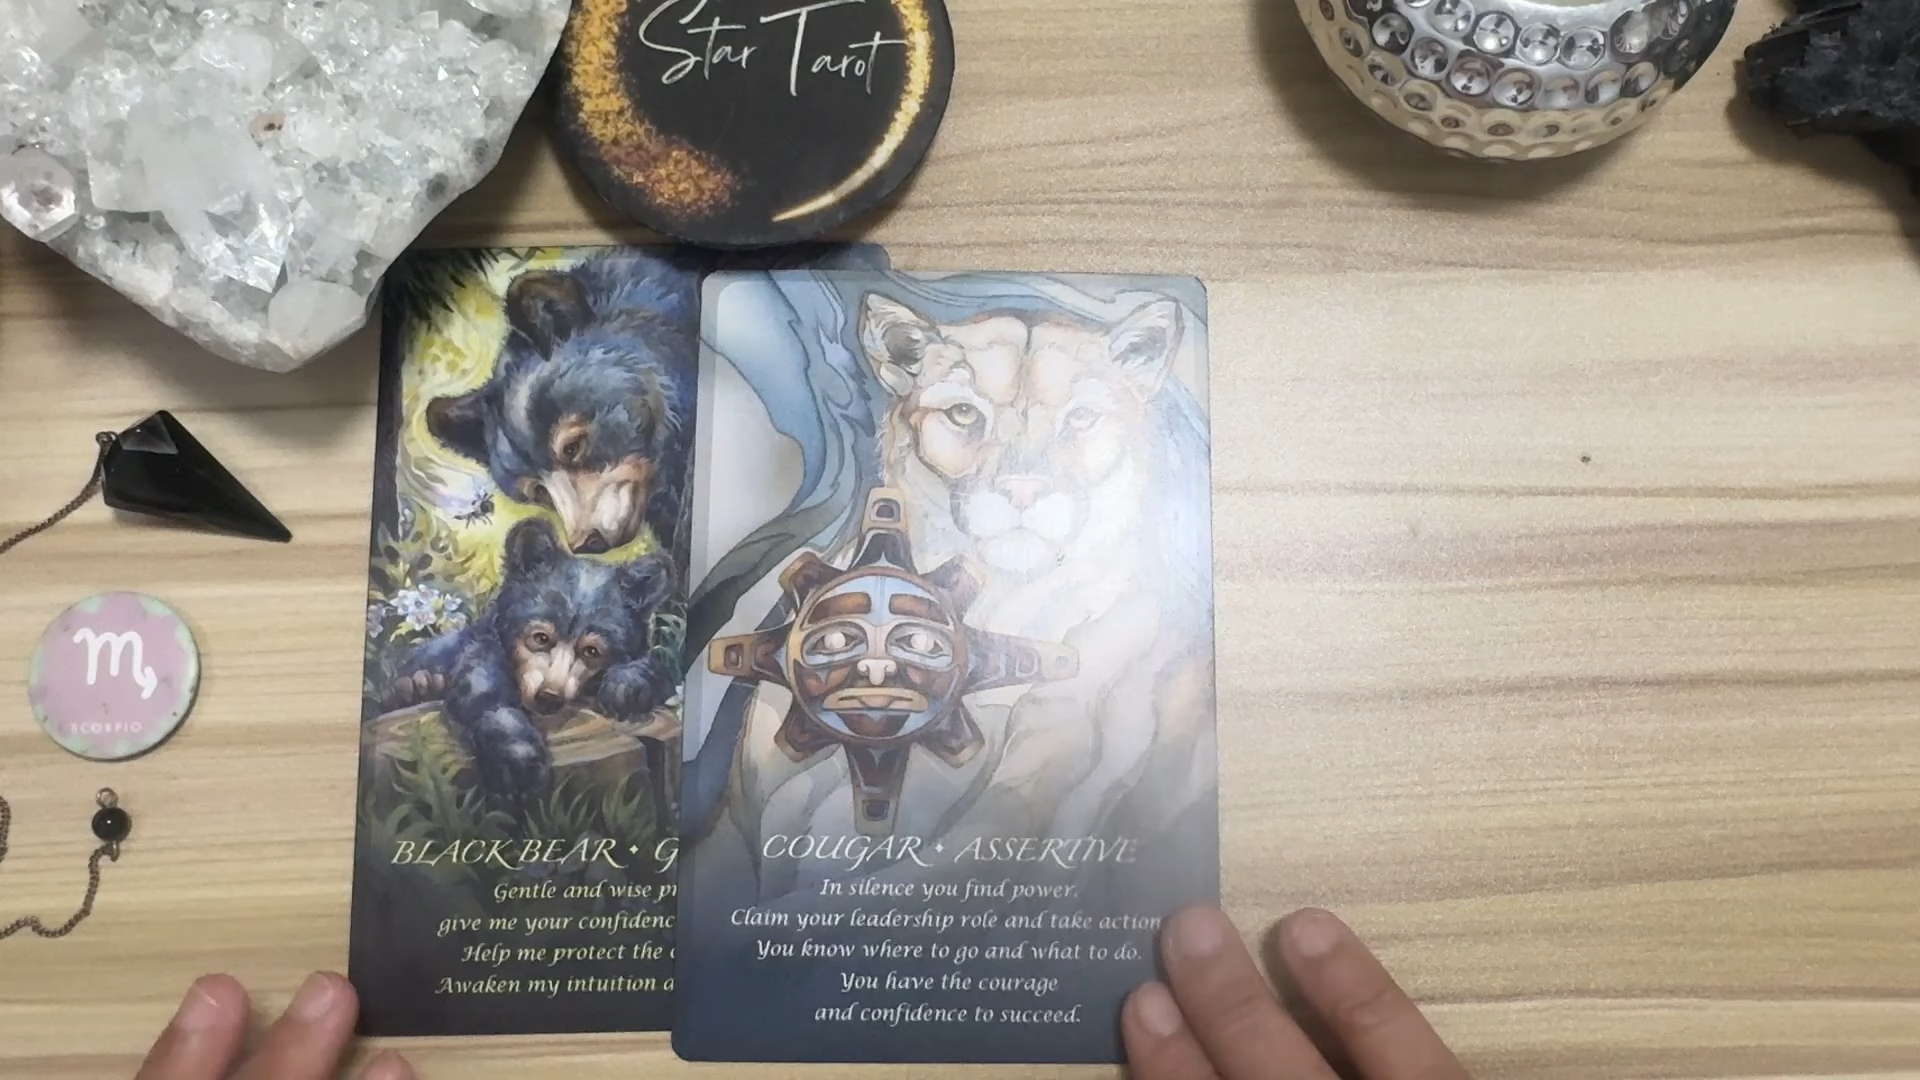 Star Tarot
SCORPIO
BLACK BEAR • G
Gentle and wise pr
give me your confidenc
Help me protect the
Awaken my intuition a
COUGAR • ASSERTIVE
In silence you find power.
Claim your leadership role and take action
You know where to go and what to do.
You have the courage
and confidence to succeed.